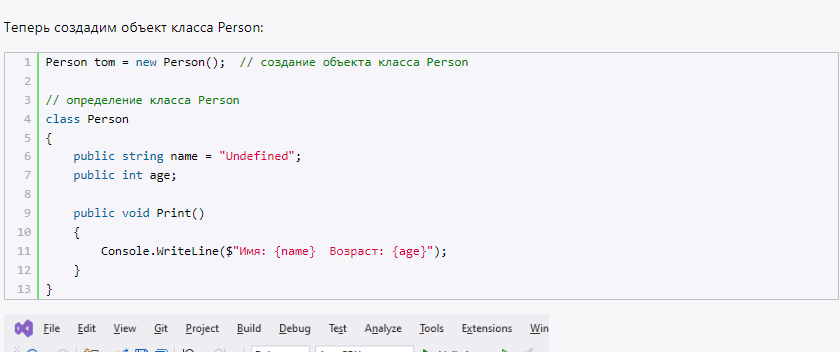 Теперь создадим объект класса Person:
1 Person tom = new Person();  // создание объекта класса Person
2
3 // определение класса Person
4 class Person
5 {
6     public string name = "Undefined";
7     public int age;
8
9     public void Print()
10     {
11         Console.WriteLine($"Имя: {name}  Возраст: {age}");
12     }
13 }
File Edit View Git Project Build Debug Test Analyze Tools Extensions Win